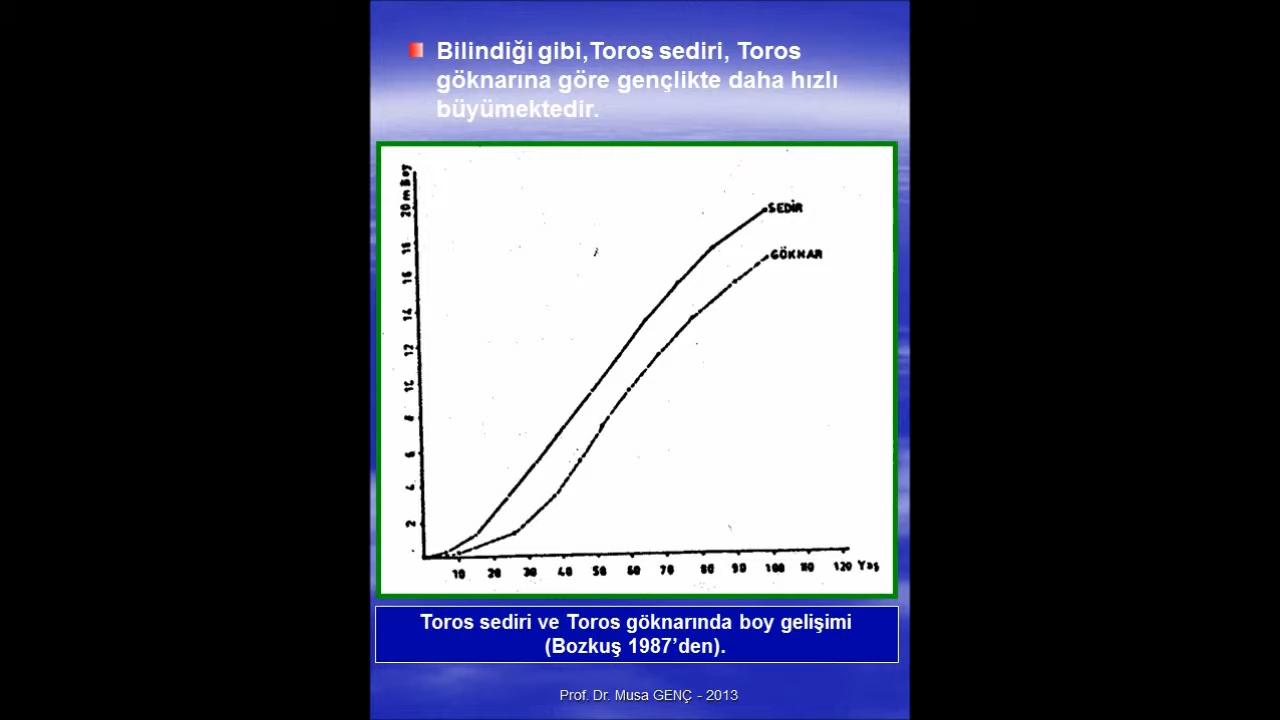 Bilindiği gibi,Toros sediri, Toros
göknarına göre gençlikte daha hızlı
büyümektedir.
20 m Boy
18
16
14
12
10
8
6
4
2
SEDİR
GÖKNAR
10 20 30 40 50 60 70 80 90 100 110 120 Yaş
Toros sediri ve Toros göknarında boy gelişimi
(Bozkuş 1987’den).
Prof. Dr. Musa GENÇ - 2013